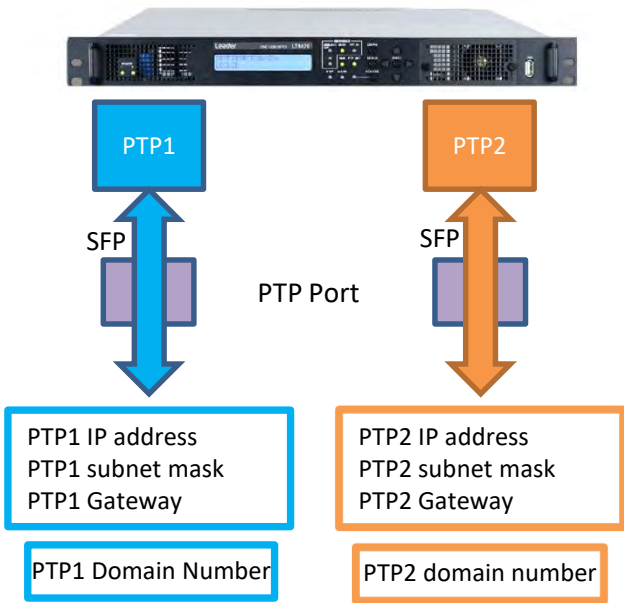 Leader
LT4670
PTP1
PTP2
SFP
SFP
PTP Port
PTP1 IP address
PTP1 subnet mask
PTP1 Gateway
PTP2 IP address
PTP2 subnet mask
PTP2 Gateway
PTP1 Domain Number
PTP2 domain number